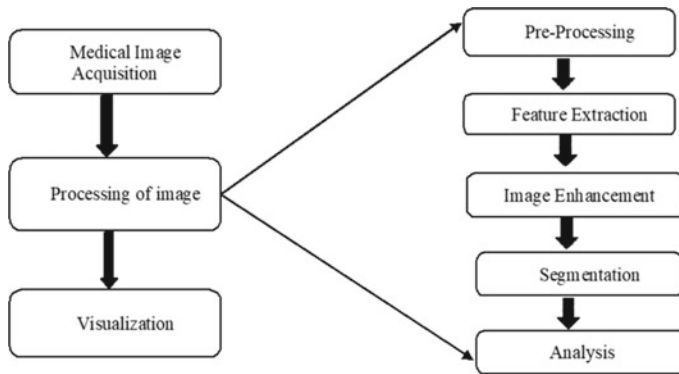 Medical Image
Acquisition
Processing of image
Visualization
Pre-Processing
Feature Extraction
Image Enhancement
Segmentation
Analysis